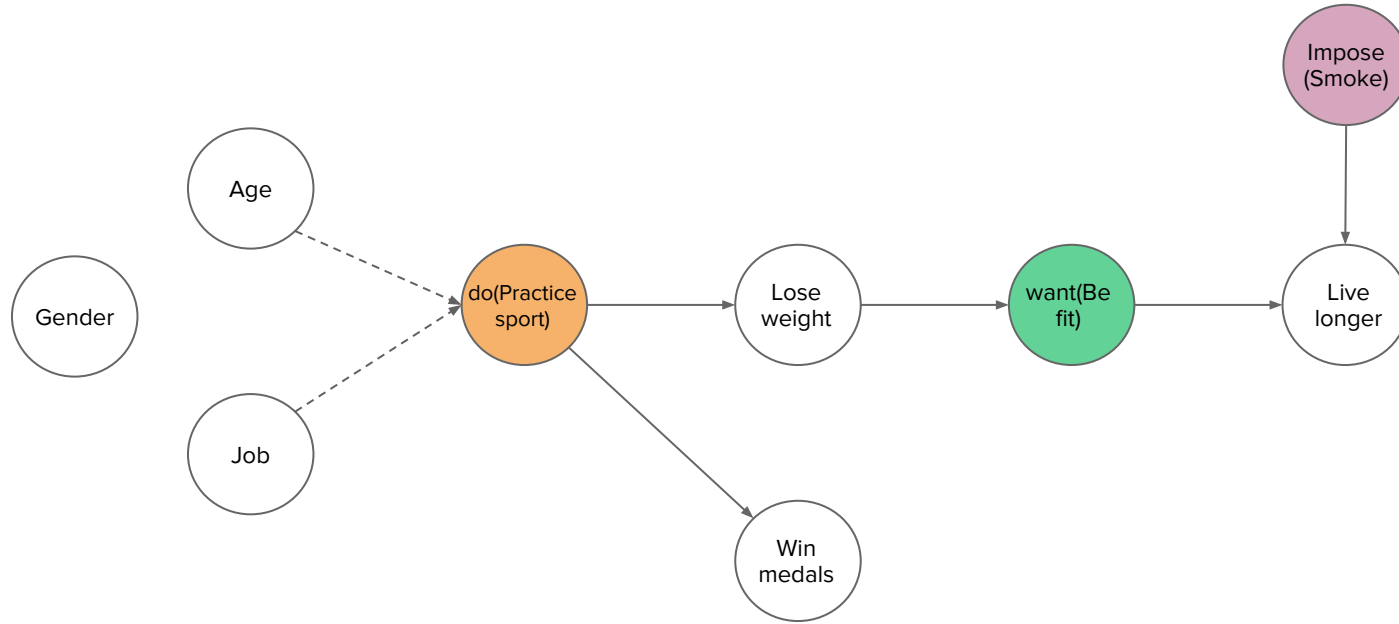 Impose
(Smoke)
Age
Gender
do(Practice
sport)
Lose
weight
want(Be
fit)
Live
longer
Job
Win
medals